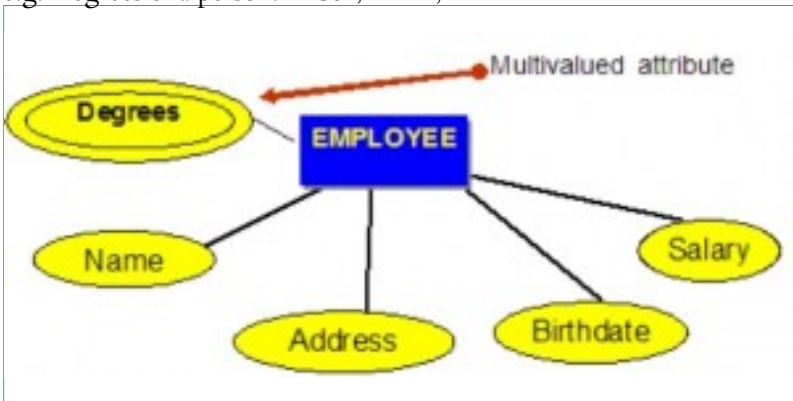 Multivalued attribute
Degrees
EMPLOYEE
Name
Salary
Address
Birthdate